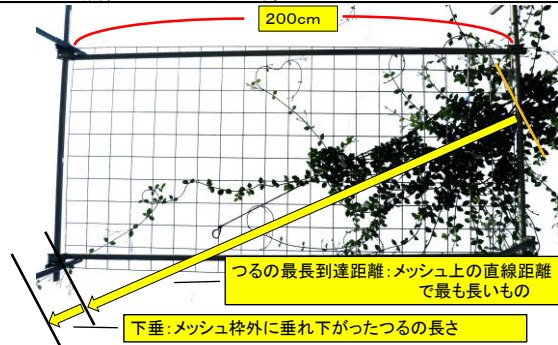 200cm
つるの最長到達距離:メッシュ上の直線距離
で最も長いもの
下垂:メッシュ枠外に垂れ下がったつるの長さ